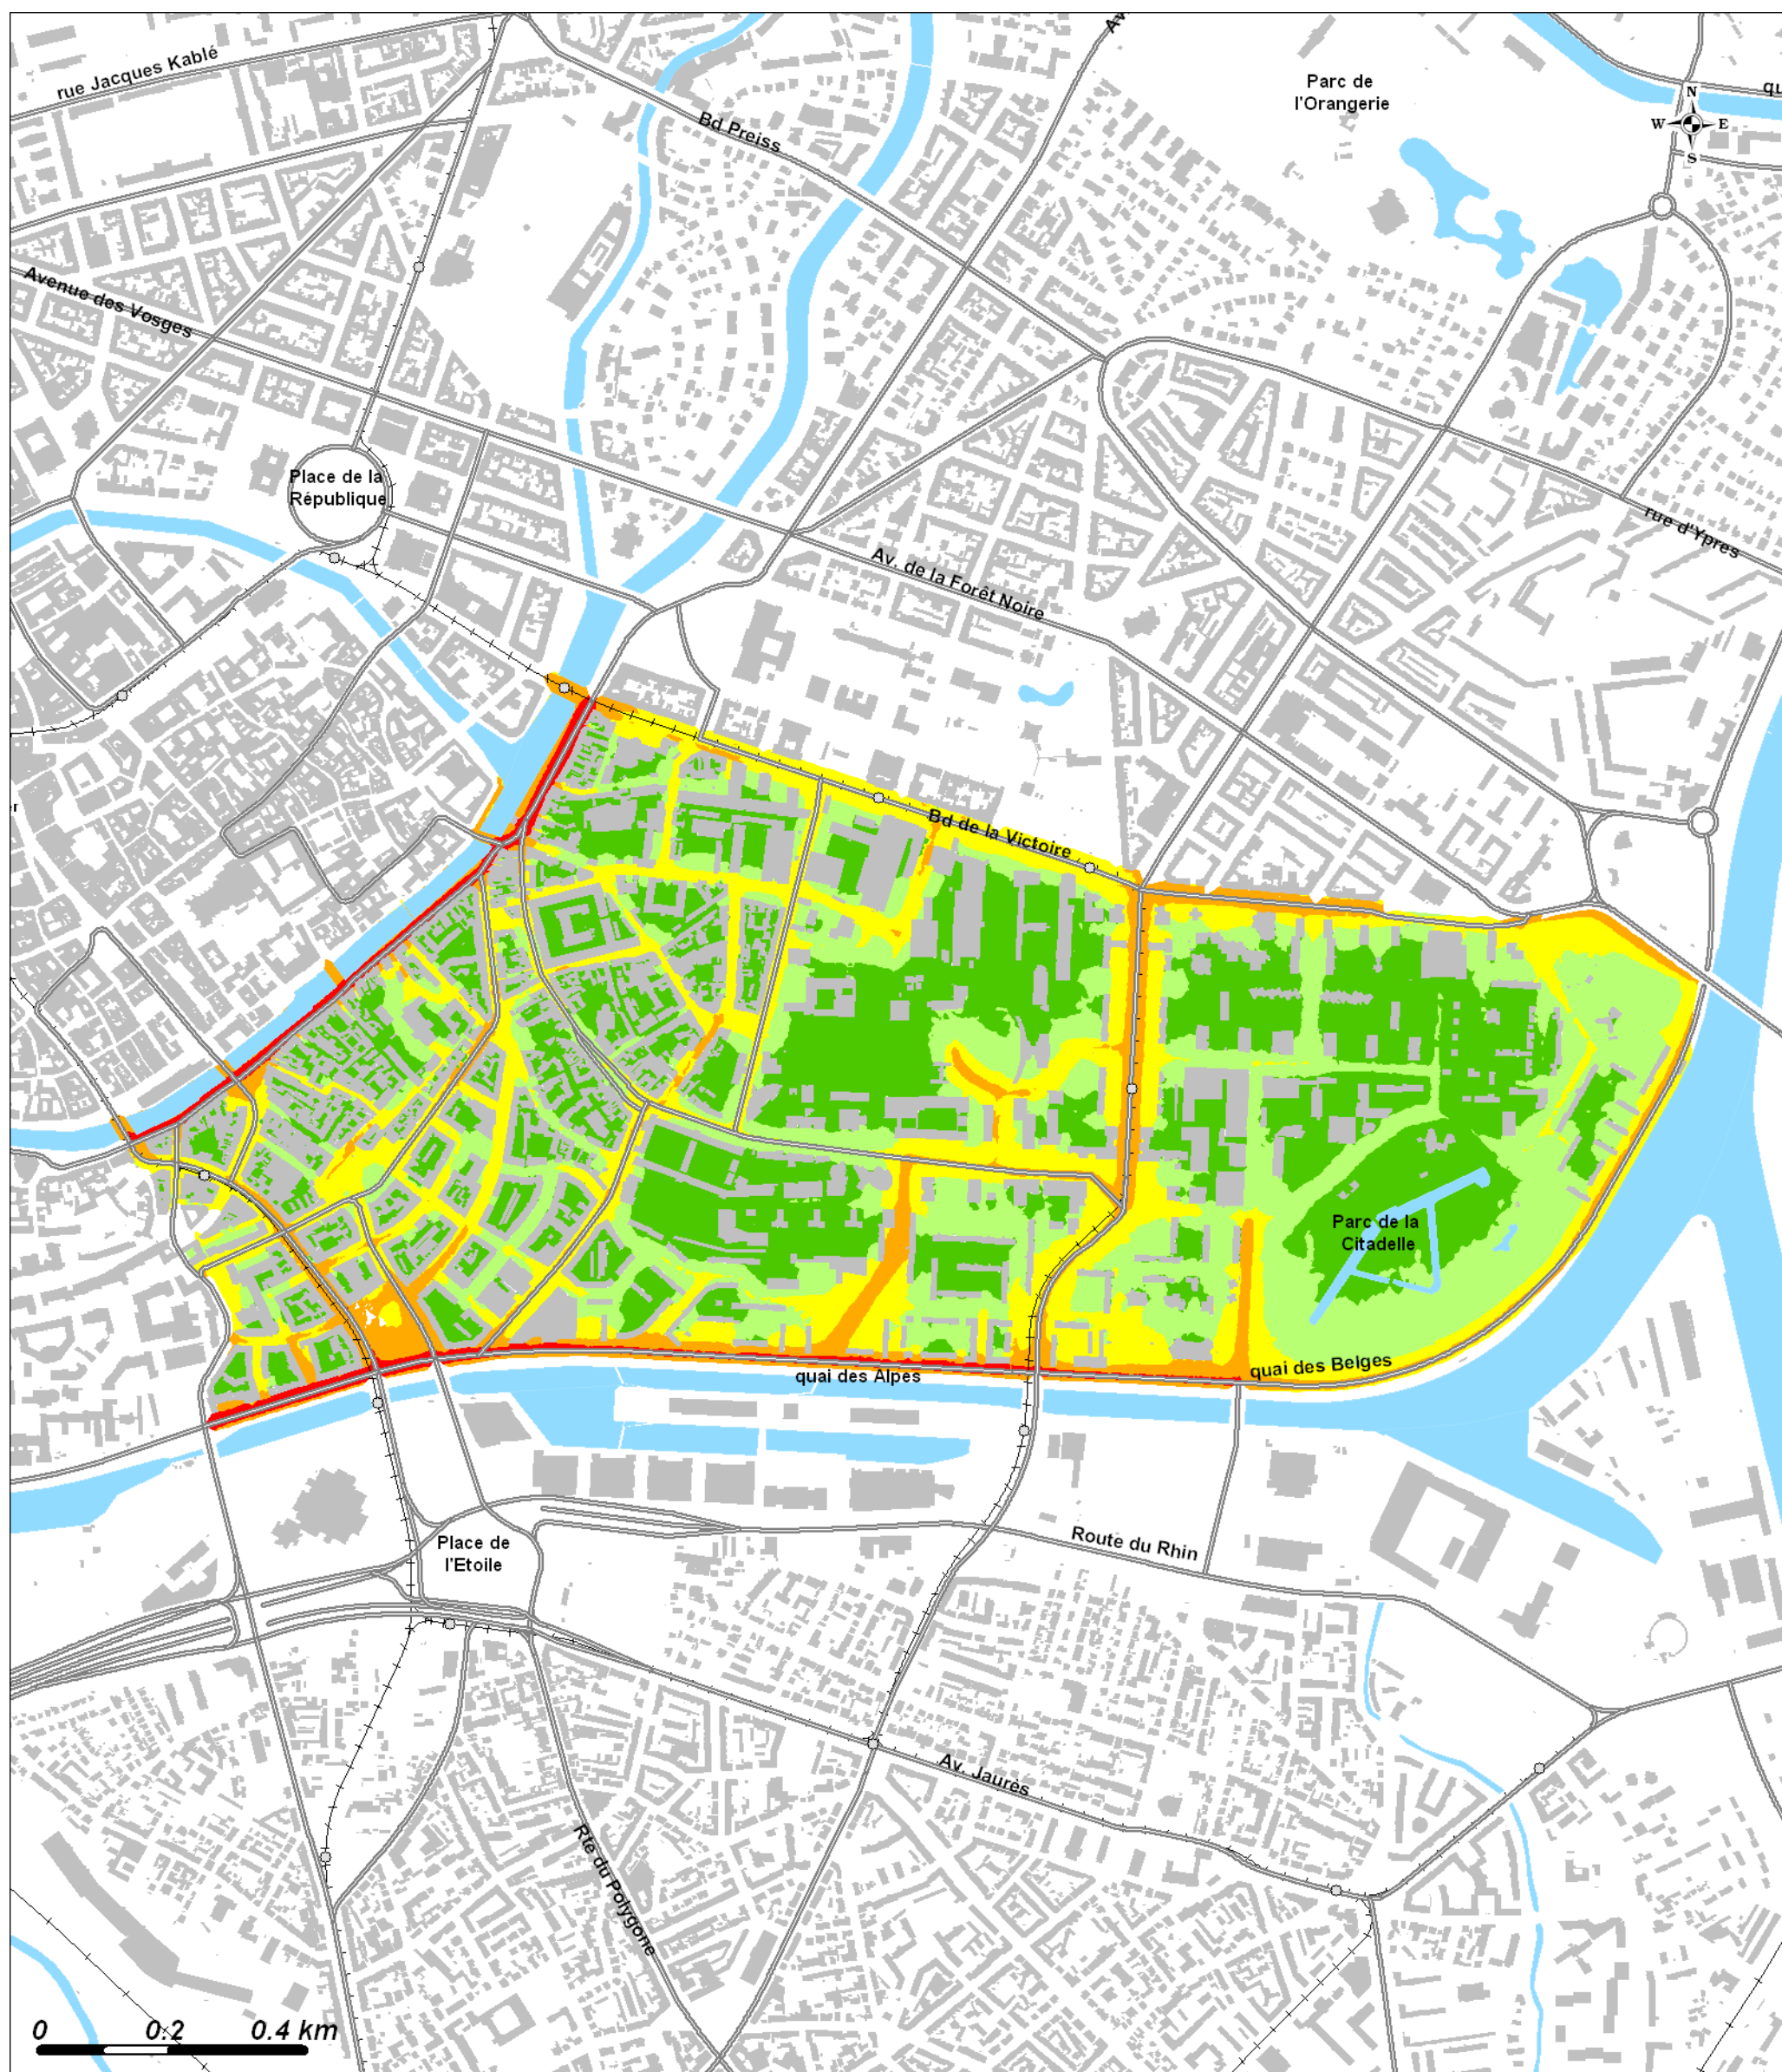 rue Jacques Kablé
Bd Preiss
Parc de
l'Orangerie
N
W
E
S
Avenue des Vosges
Place de la
République
Av. de la Forêt Noire
rue d'Ypres
Bd de la Victoire
Parc de la
Citadelle
quai des Belges
quai des Alpes
Place de
l'Etoile
Route du Rhin
Av. Jaurès
Rte du Polygone
0 0.2 0.4 km